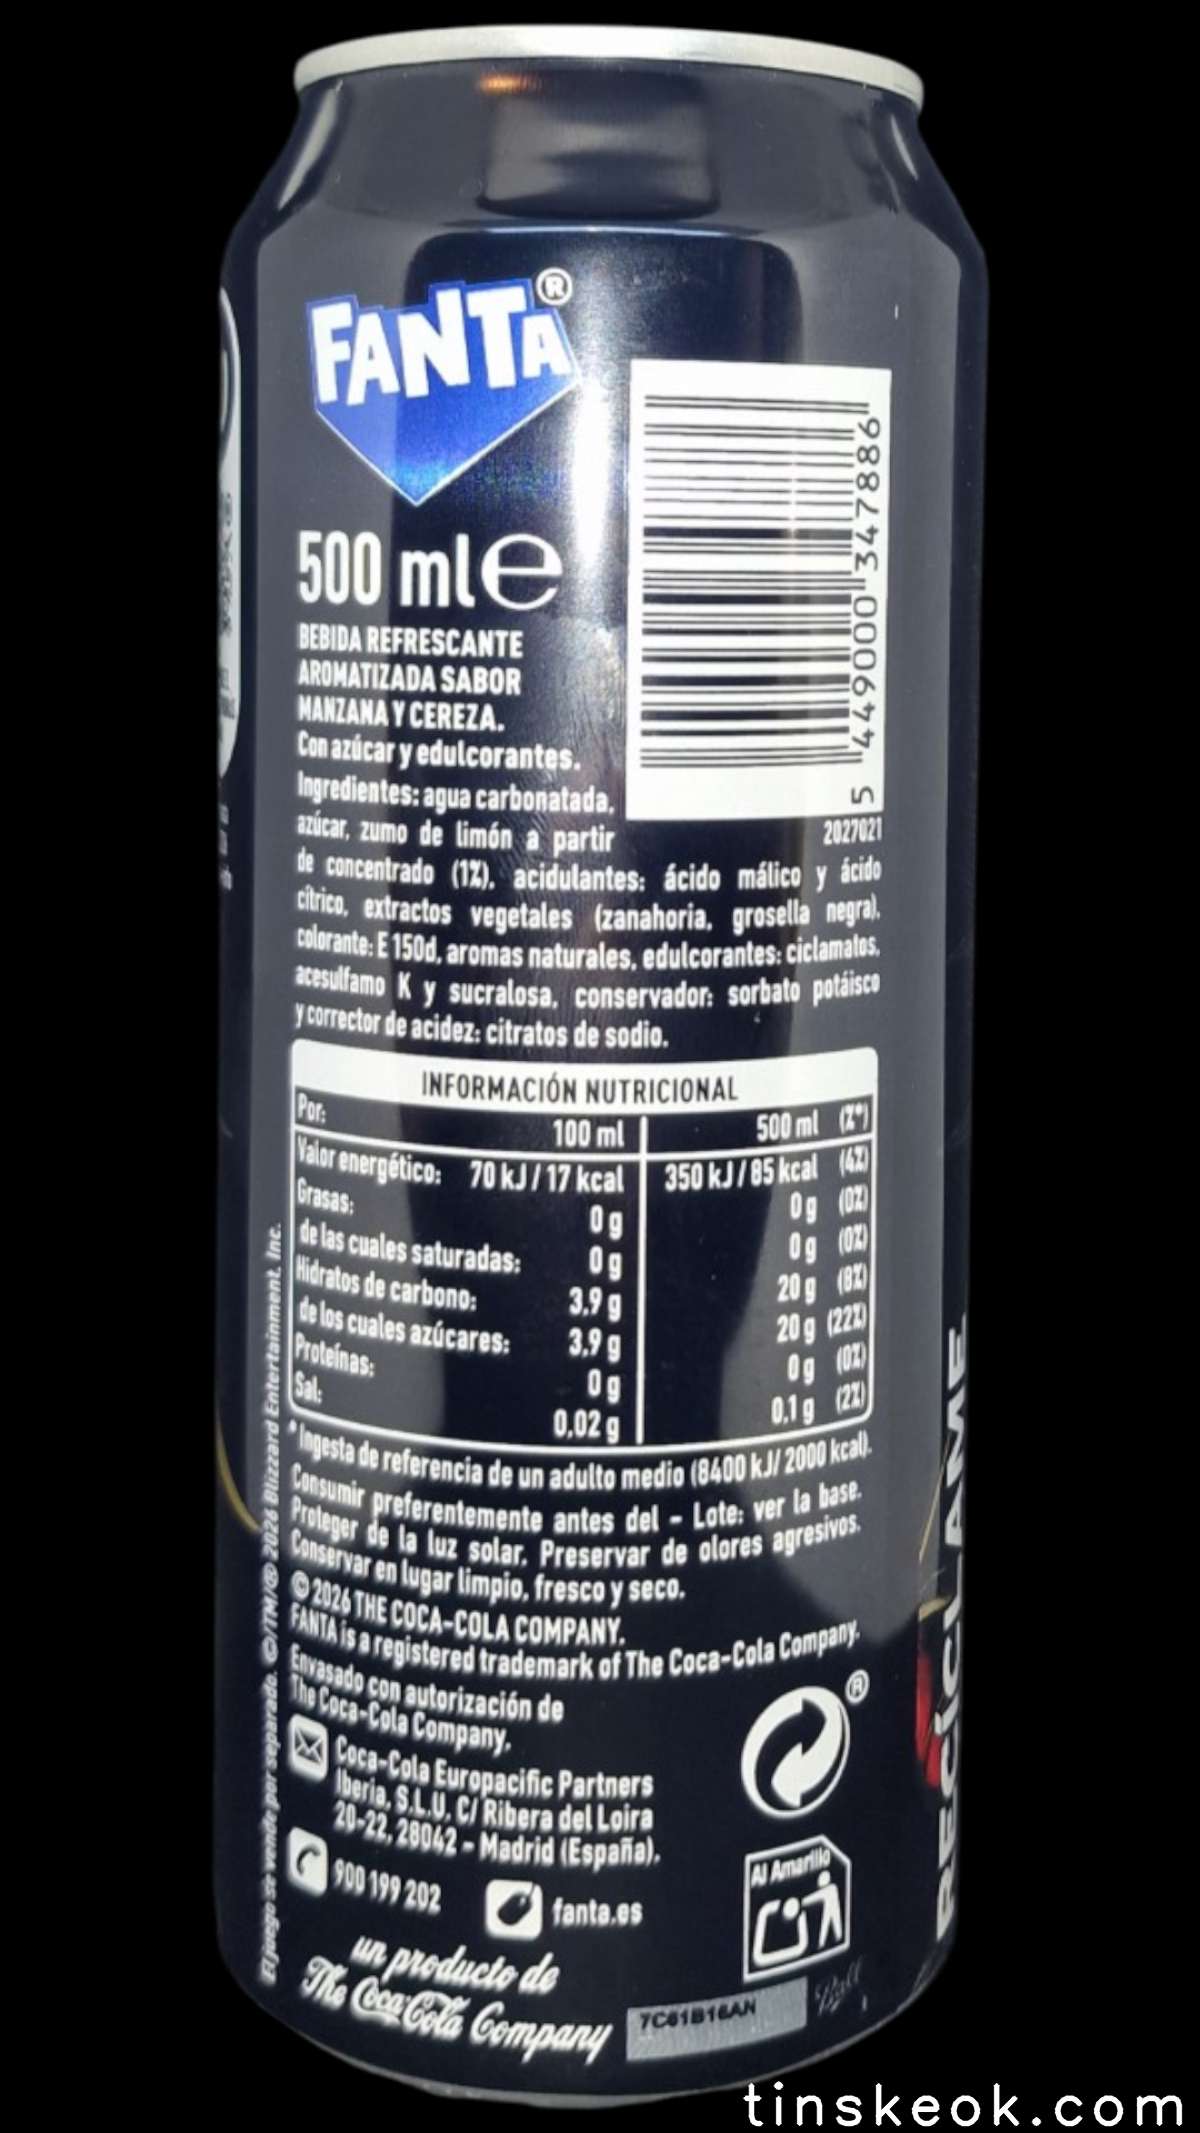 FANTA®
500 ml e
BEBIDA REFRESCANTE
AROMATIZADA SABOR
MANZANA Y CEREZA.
Con azúcar y edulcorantes.
Ingredientes: agua carbonatada,
azúcar, zumo de limón a partir
de concentrado (1%), acidulantes: ácido málico y ácido
cítrico, extractos vegetales (zanahoria, grosella negra),
colorante: E 150d, aromas naturales, edulcorantes: ciclamatos,
acesulfamo K y sucralosa, conservador: sorbato potásico
y corrector de acidez: citratos de sodio.
5 449000 347886
2027021
INFORMACIÓN NUTRICIONAL
Por: 100 ml 500 ml (%*)
Valor energético: 70 kJ / 17 kcal 350 kJ / 85 kcal (4%)
Grasas: 0 g 0 g (0%)
de las cuales saturadas: 0 g 0 g (0%)
Hidratos de carbono: 3,9 g 20 g (8%)
de los cuales azúcares: 3,9 g 20 g (22%)
Proteínas: 0 g 0 g (0%)
Sal: 0,02 g 0,1 g (2%)
*Ingesta de referencia de un adulto medio (8400 kJ/ 2000 kcal).
Consumir preferentemente antes del - Lote: ver la base.
Proteger de la luz solar. Preservar de olores agresivos.
Conservar en lugar limpio, fresco y seco.
© 2026 THE COCA-COLA COMPANY.
FANTA is a registered trademark of The Coca-Cola Company.
Envasado con autorización de
The Coca-Cola Company.
Coca-Cola Europacific Partners
Iberia, S.L.U. C/ Ribera del Loira
20-22, 28042 - Madrid (España).
900 199 202
fanta.es
un producto de
The Coca-Cola Company
®
Al Amarillo
7C61B16AN
Ball
El juego se vende por separado. ©/TM/® 2026 Blizzard Entertainment, Inc.
RECÍCLAME
tinskeok.com